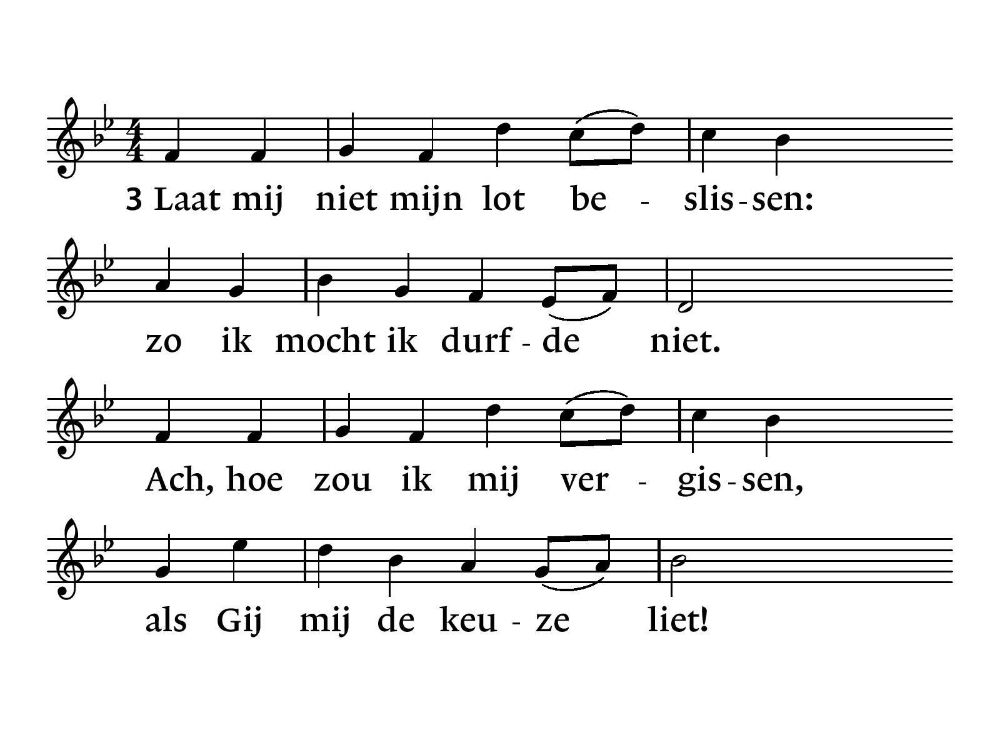 3 Laat mij niet mijn lot be - slis - sen:
zo ik mocht ik durf - de niet.
Ach, hoe zou ik mij ver - gis - sen,
als Gij mij de keu - ze liet!